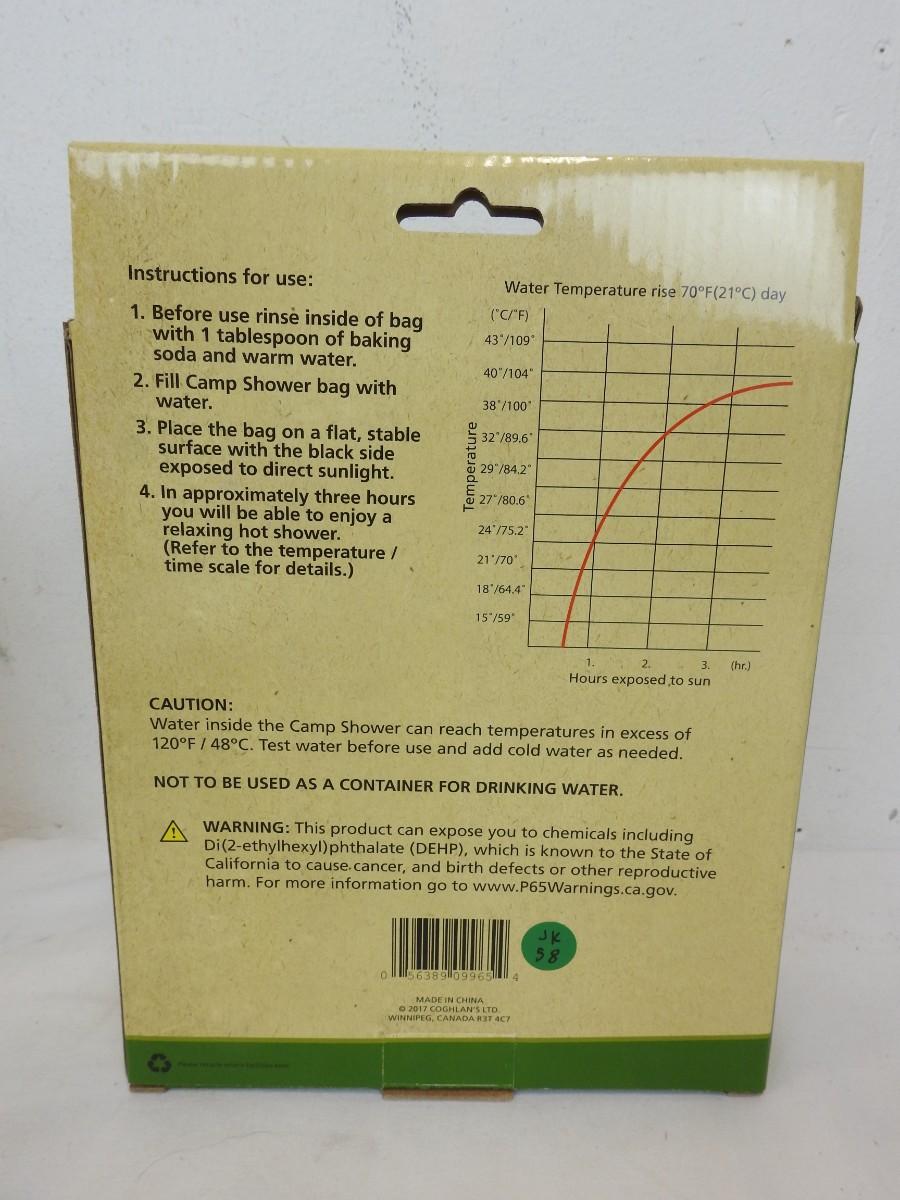 Instructions for use:
1. Before use rinse inside of bag
with 1 tablespoon of baking
soda and warm water.
2. Fill Camp Shower bag with
water.
3. Place the bag on a flat, stable
surface with the black side
exposed to direct sunlight.
4. In approximately three hours
you will be able to enjoy a
relaxing hot shower.
(Refer to the temperature /
time scale for details.)
Water Temperature rise 70°F(21°C) day
(°C/°F)
43°/109°
40°/104°
38°/100°
32°/89.6°
29°/84.2°
27°/80.6°
24°/75.2°
21°/70°
18°/64.4°
15°/59°
Temperature
1. 2. 3. (hr.)
Hours exposed to sun
CAUTION:
Water inside the Camp Shower can reach temperatures in excess of
120°F / 48°C. Test water before use and add cold water as needed.
NOT TO BE USED AS A CONTAINER FOR DRINKING WATER.
WARNING: This product can expose you to chemicals including
Di(2-ethylhexyl)phthalate (DEHP), which is known to the State of
California to cause cancer, and birth defects or other reproductive
harm. For more information go to www.P65Warnings.ca.gov.
0 56389 09965 4
JK
58
MADE IN CHINA
© 2017 COGHLAN'S LTD.
WINNIPEG, CANADA R3T 4C7